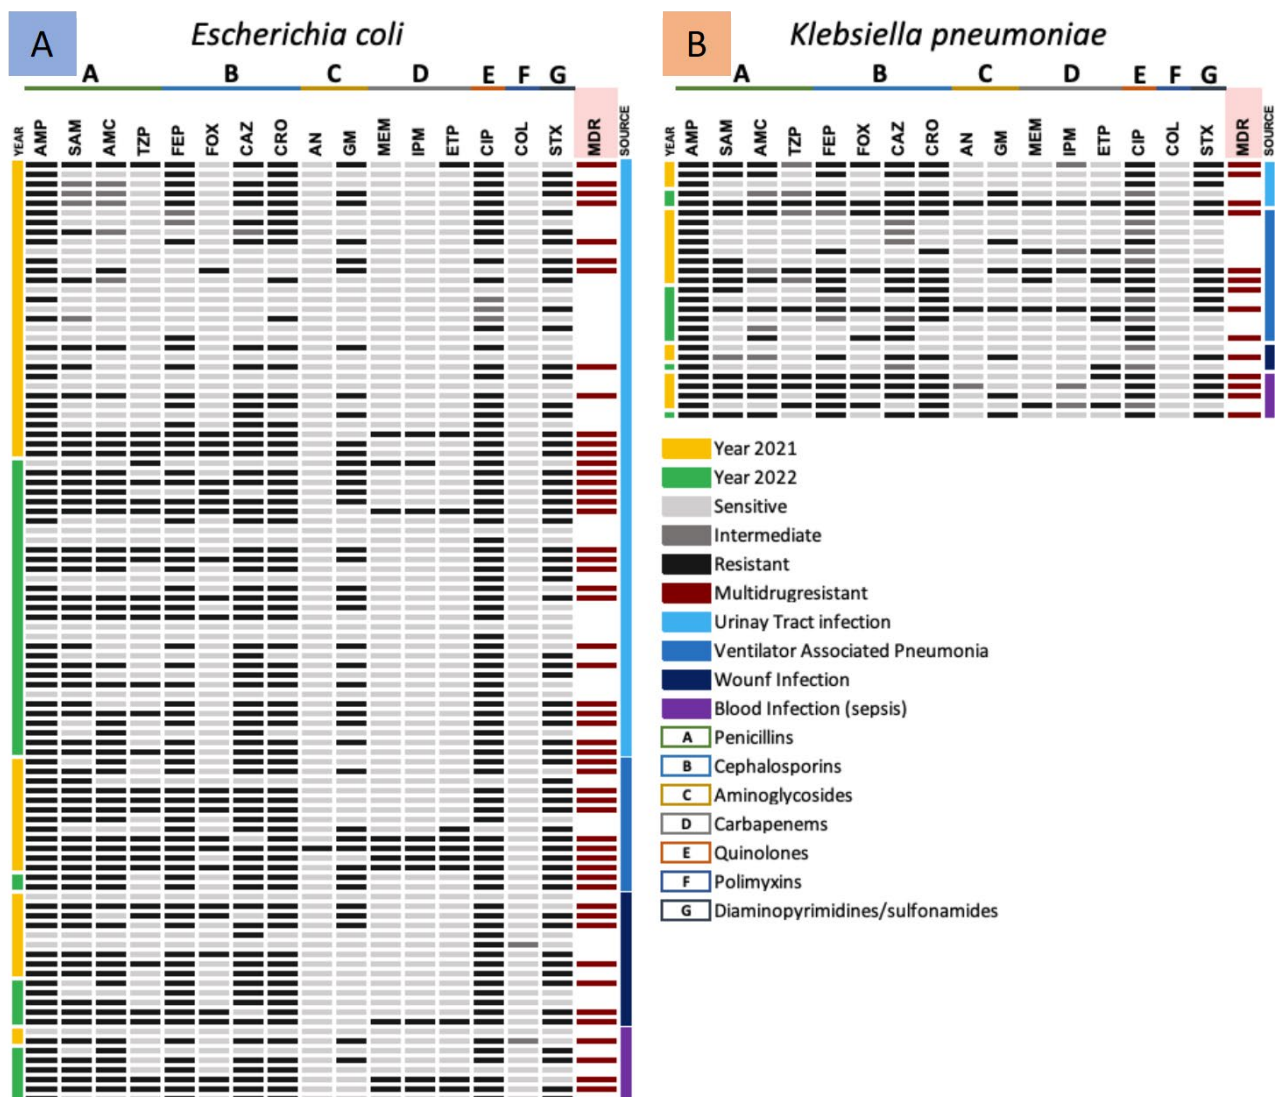 A
Escherichia coli
A B C D E F G
YEAR AMP SAM AMC TZP FEP FOX CAZ CRO AN GM MEM IPM ETP CIP COL STX MDR SOURCE
B
Klebsiella pneumoniae
A B C D E F G
YEAR AMP SAM AMC TZP FEP FOX CAZ CRO AN GM MEM IPM ETP CIP COL STX MDR SOURCE
Year 2021
Year 2022
Sensitive
Intermediate
Resistant
Multidrugresistant
Urinay Tract infection
Ventilator Associated Pneumonia
Wounf Infection
Blood Infection (sepsis)
A Penicillins
B Cephalosporins
C Aminoglycosides
D Carbapenems
E Quinolones
F Polimyxins
G Diaminopyrimidines/sulfonamides